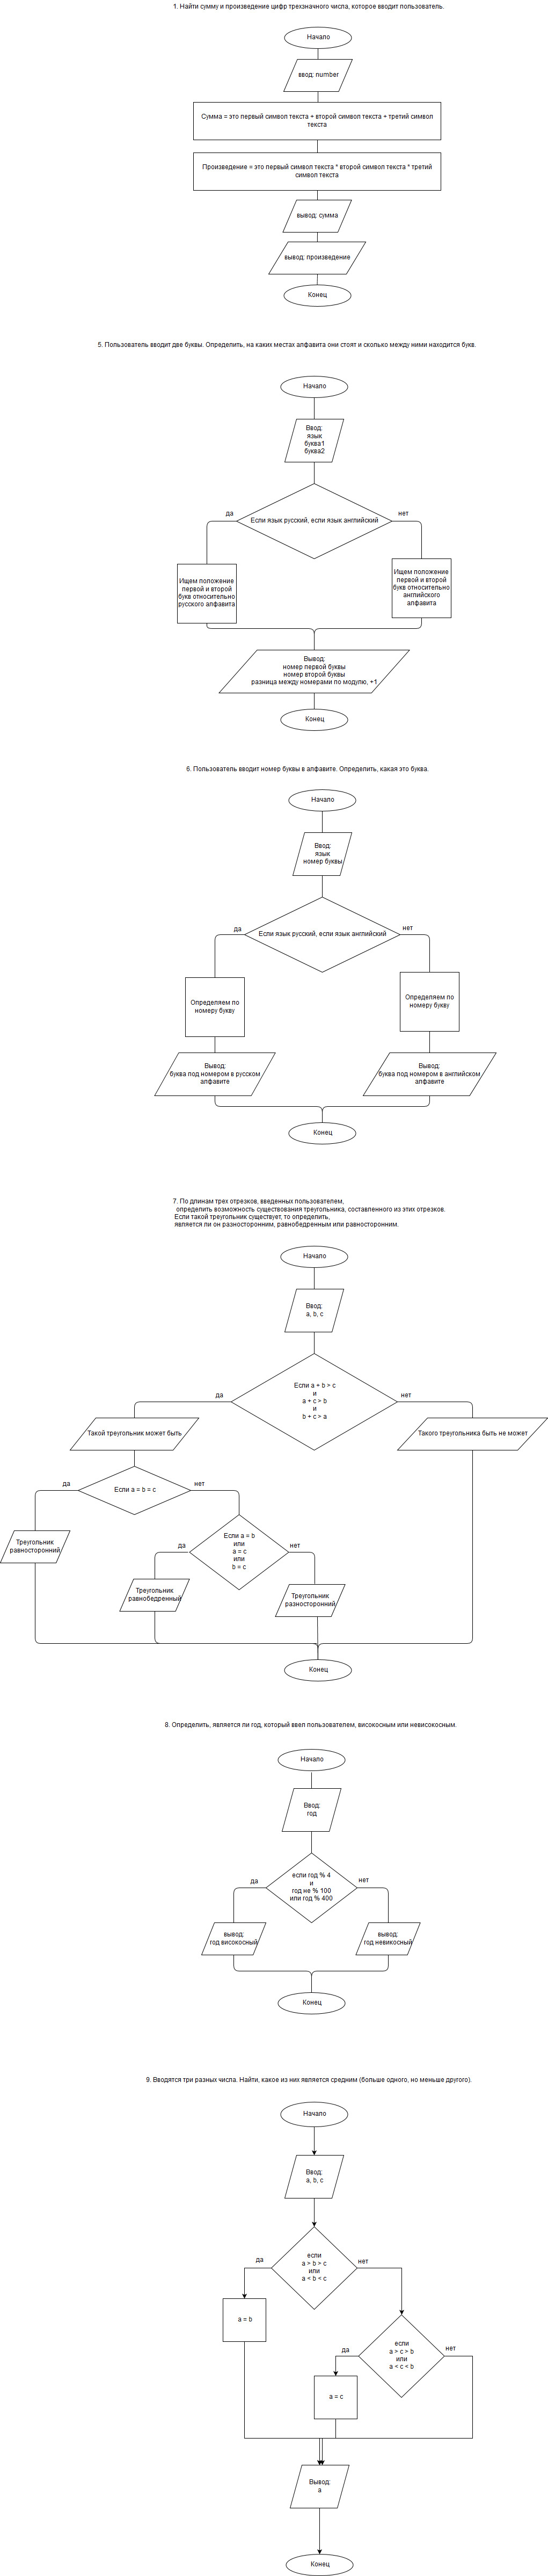 1. Найти сумму и произведение цифр трехзначного числа, которое вводит пользователь.
Начало
ввод: number
Сумма = это первый символ текста + второй символ текста + третий символ
текста
Произведение = это первый символ текста * второй символ текста * третий
символ текста
вывод: сумма
вывод: произведение
Конец
5. Пользователь вводит две буквы. Определить, на каких местах алфавита они стоят и сколько между ними находится букв.
Начало
Ввод:
язык
буква1
буква2
да
нет
Если язык русский, если язык английский
Ищем положение
первой и второй
букв относительно
русского алфавита
Ищем положение
первой и второй
букв относительно
английского
алфавита
Вывод:
номер первой буквы
номер второй буквы
разница между номерами по модулю, +1
Конец
6. Пользователь вводит номер буквы в алфавите. Определить, какая это буква.
Начало
Ввод:
язык
номер буквы
да
нет
Если язык русский, если язык английский
Определяем по
номеру букву
Определяем по
номеру букву
Вывод:
буква под номером в русском
алфавите
Вывод:
буква под номером в английском
алфавите
Конец
7. По длинам трех отрезков, введенных пользователем,
определить возможность существования треугольника, составленного из этих отрезков.
Если такой треугольник существует, то определить,
является ли он разносторонним, равнобедренным или равносторонним.
Начало
Ввод:
a, b, c
да
нет
Если a + b > c
и
a + c > b
и
b + c > a
Такой треугольник может быть
Такого треугольника быть не может
да
нет
Если a = b = c
Треугольник
равносторонний
да
нет
Если a = b
или
a = c
или
b = c
Треугольник
равнобедренный
Треугольник
разносторонний
Конец
8. Определить, является ли год, который ввел пользователем, високосным или невисокосным.
Начало
Ввод:
год
да
нет
если год % 4
и
год не % 100
или год % 400
вывод:
год високосный
вывод:
год невикосный
Конец
9. Вводятся три разных числа. Найти, какое из них является средним (больше одного, но меньше другого).
Начало
Ввод:
a, b, c
да
нет
если
a > b > c
или
a < b < c
a = b
да
нет
если
a > c > b
или
a < c < b
a = c
Вывод:
a
Конец